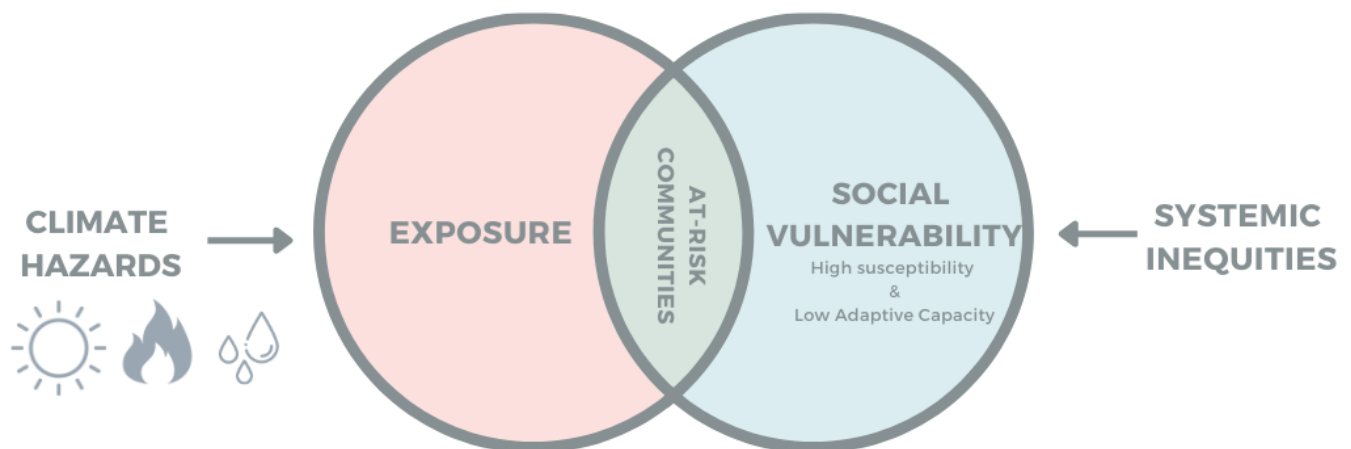 CLIMATE
HAZARDS
EXPOSURE
AT-RISK
COMMUNITIES
SOCIAL
VULNERABILITY
High susceptibility
&
Low Adaptive Capacity
SYSTEMIC
INEQUITIES